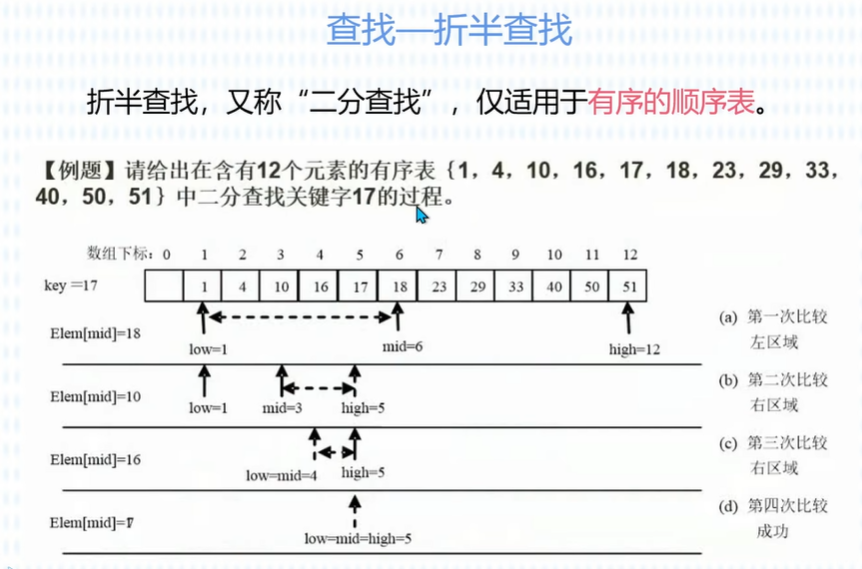 查找—折半查找
折半查找，又称“二分查找”，仅适用于有序的顺序表。
【例题】请给出在含有12个元素的有序表{1，4，10，16，17，18，23，29，33，
40，50，51}中二分查找关键字17的过程。
数组下标：0 1 2 3 4 5 6 7 8 9 10 11 12
key =17 1 4 10 16 17 18 23 29 33 40 50 51
Elem[mid]=18 low=1 mid=6 high=12 (a) 第一次比较
左区域
Elem[mid]=10 low=1 mid=3 high=5 (b) 第二次比较
右区域
Elem[mid]=16 low=mid=4 high=5 (c) 第三次比较
右区域
Elem[mid]=17 low=mid=high=5 (d) 第四次比较
成功